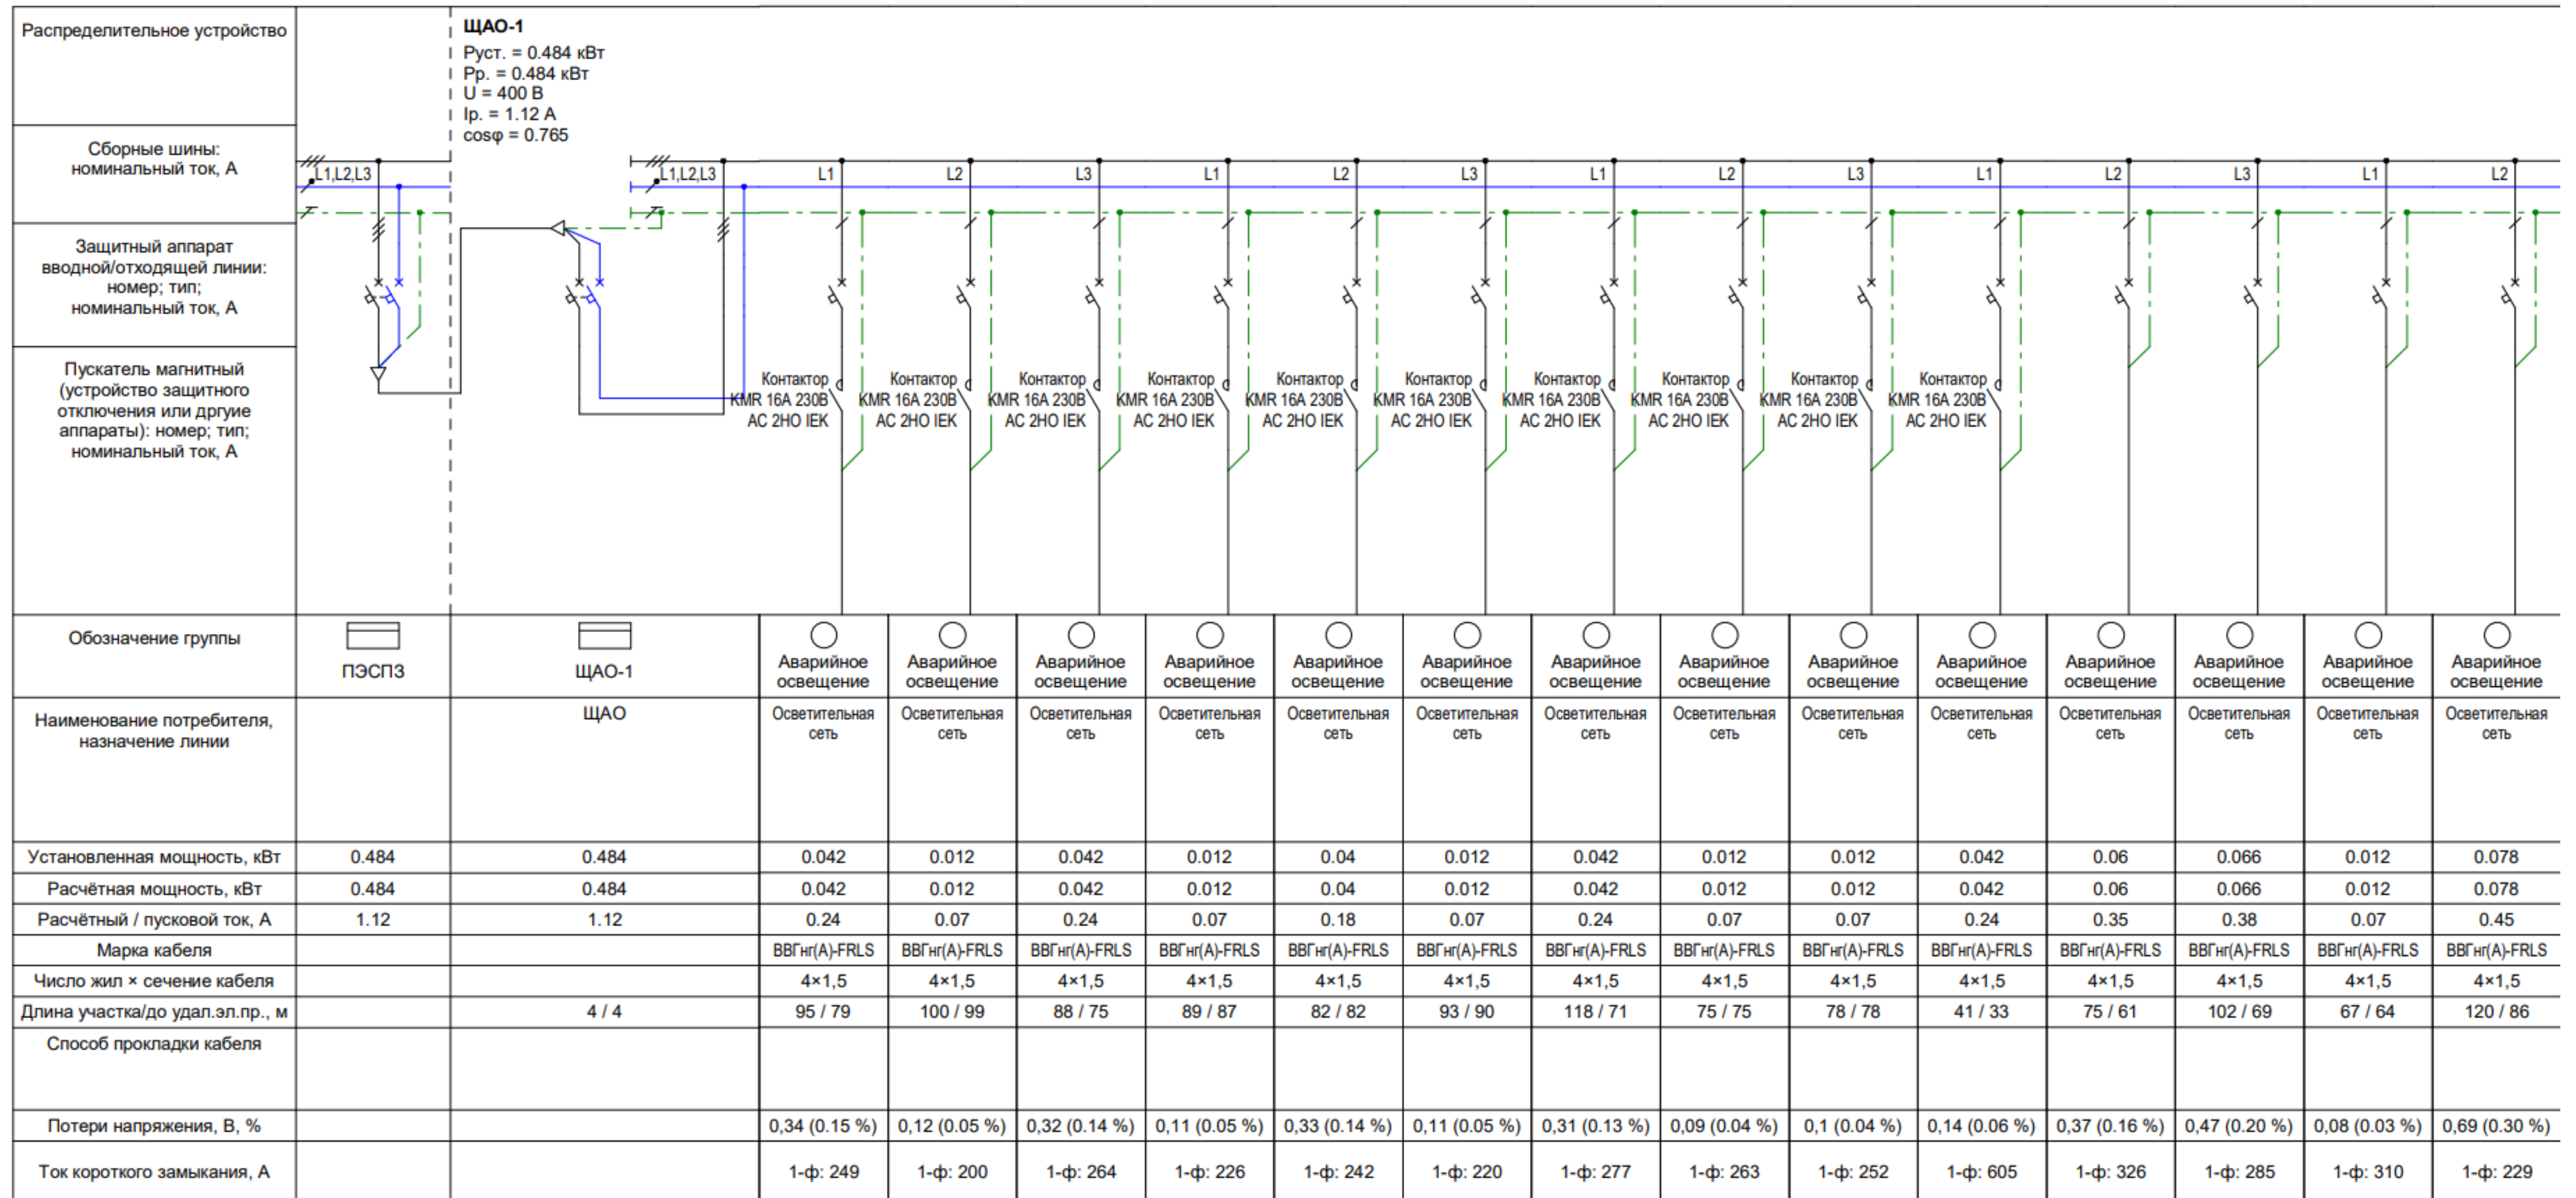 Распределительное устройство
ЩАО-1
Pуст. = 0.484 кВт
Pр. = 0.484 кВт
U = 400 В
Iр. = 1.12 А
cosφ = 0.765
Сборные шины:
номинальный ток, А
L1,L2,L3 L1,L2,L3 L1 L2 L3 L1 L2 L3 L1 L2 L3 L1 L2 L3 L1 L2
Защитный аппарат
вводной/отходящей линии:
номер; тип;
номинальный ток, А
Пускатель магнитный
(устройство защитного
отключения или дргуие
аппараты): номер; тип;
номинальный ток, А
Контактор Контактор Контактор Контактор Контактор Контактор Контактор Контактор Контактор Контактор
KMR 16А 230В KMR 16А 230В KMR 16А 230В KMR 16А 230В KMR 16А 230В KMR 16А 230В KMR 16А 230В KMR 16А 230В KMR 16А 230В KMR 16А 230В
AC 2НО IEK AC 2НО IEK AC 2НО IEK AC 2НО IEK AC 2НО IEK AC 2НО IEK AC 2НО IEK AC 2НО IEK AC 2НО IEK AC 2НО IEK
Обозначение группы
ПЭСПЗ ЩАО-1
Аварийное Аварийное Аварийное Аварийное Аварийное Аварийное Аварийное Аварийное Аварийное Аварийное Аварийное Аварийное Аварийное Аварийное
освещение освещение освещение освещение освещение освещение освещение освещение освещение освещение освещение освещение освещение освещение
Наименование потребителя,
назначение линии
ЩАО
Осветительная Осветительная Осветительная Осветительная Осветительная Осветительная Осветительная Осветительная Осветительная Осветительная Осветительная Осветительная Осветительная Осветительная
сеть сеть сеть сеть сеть сеть сеть сеть сеть сеть сеть сеть сеть сеть
Установленная мощность, кВт 0.484 0.484 0.042 0.012 0.042 0.012 0.04 0.012 0.042 0.012 0.012 0.042 0.06 0.066 0.012 0.078
Расчётная мощность, кВт 0.484 0.484 0.042 0.012 0.042 0.012 0.04 0.012 0.042 0.012 0.012 0.042 0.06 0.066 0.012 0.078
Расчётный / пусковой ток, А 1.12 1.12 0.24 0.07 0.24 0.07 0.18 0.07 0.24 0.07 0.07 0.24 0.35 0.38 0.07 0.45
Марка кабеля ВВГнг(А)-FRLS ВВГнг(А)-FRLS ВВГнг(А)-FRLS ВВГнг(А)-FRLS ВВГнг(А)-FRLS ВВГнг(А)-FRLS ВВГнг(А)-FRLS ВВГнг(А)-FRLS ВВГнг(А)-FRLS ВВГнг(А)-FRLS ВВГнг(А)-FRLS ВВГнг(А)-FRLS ВВГнг(А)-FRLS ВВГнг(А)-FRLS
Число жил × сечение кабеля 4×1,5 4×1,5 4×1,5 4×1,5 4×1,5 4×1,5 4×1,5 4×1,5 4×1,5 4×1,5 4×1,5 4×1,5 4×1,5 4×1,5
Длина участка/до удал.эл.пр., м 4 / 4 95 / 79 100 / 99 88 / 75 89 / 87 82 / 82 93 / 90 118 / 71 75 / 75 78 / 78 41 / 33 75 / 61 102 / 69 67 / 64 120 / 86
Способ прокладки кабеля
Потери напряжения, В, % 0,34 (0.15 %) 0,12 (0.05 %) 0,32 (0.14 %) 0,11 (0.05 %) 0,33 (0.14 %) 0,11 (0.05 %) 0,31 (0.13 %) 0,09 (0.04 %) 0,1 (0.04 %) 0,14 (0.06 %) 0,37 (0.16 %) 0,47 (0.20 %) 0,08 (0.03 %) 0,69 (0.30 %)
Ток короткого замыкания, А 1-ф: 249 1-ф: 200 1-ф: 264 1-ф: 226 1-ф: 242 1-ф: 220 1-ф: 277 1-ф: 263 1-ф: 252 1-ф: 605 1-ф: 326 1-ф: 285 1-ф: 310 1-ф: 229